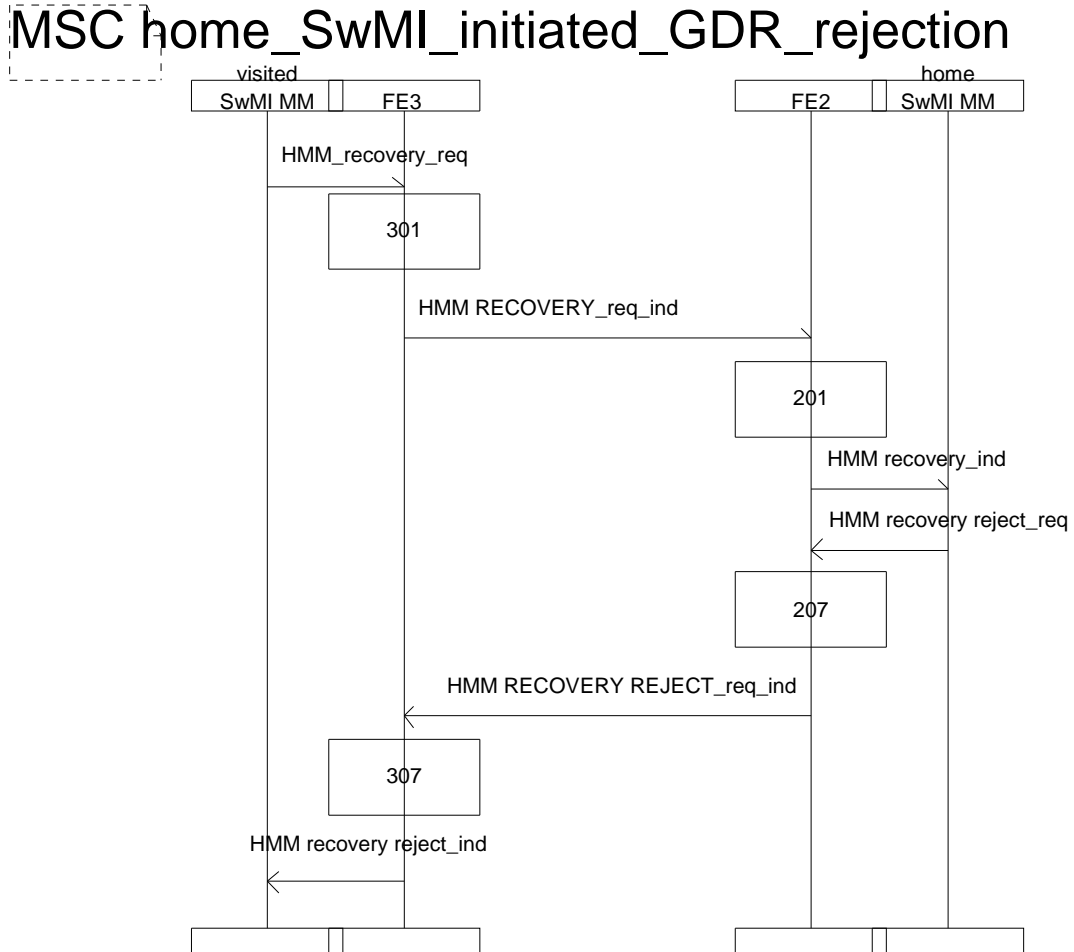 MSC home_SwMI_initiated_GDR_rejection
visited
SwMI MM
FE3
FE2
home
SwMI MM
HMM_recovery_req
301
HMM RECOVERY_req_ind
201
HMM recovery_ind
HMM recovery reject_req
207
HMM RECOVERY REJECT_req_ind
307
HMM recovery reject_ind